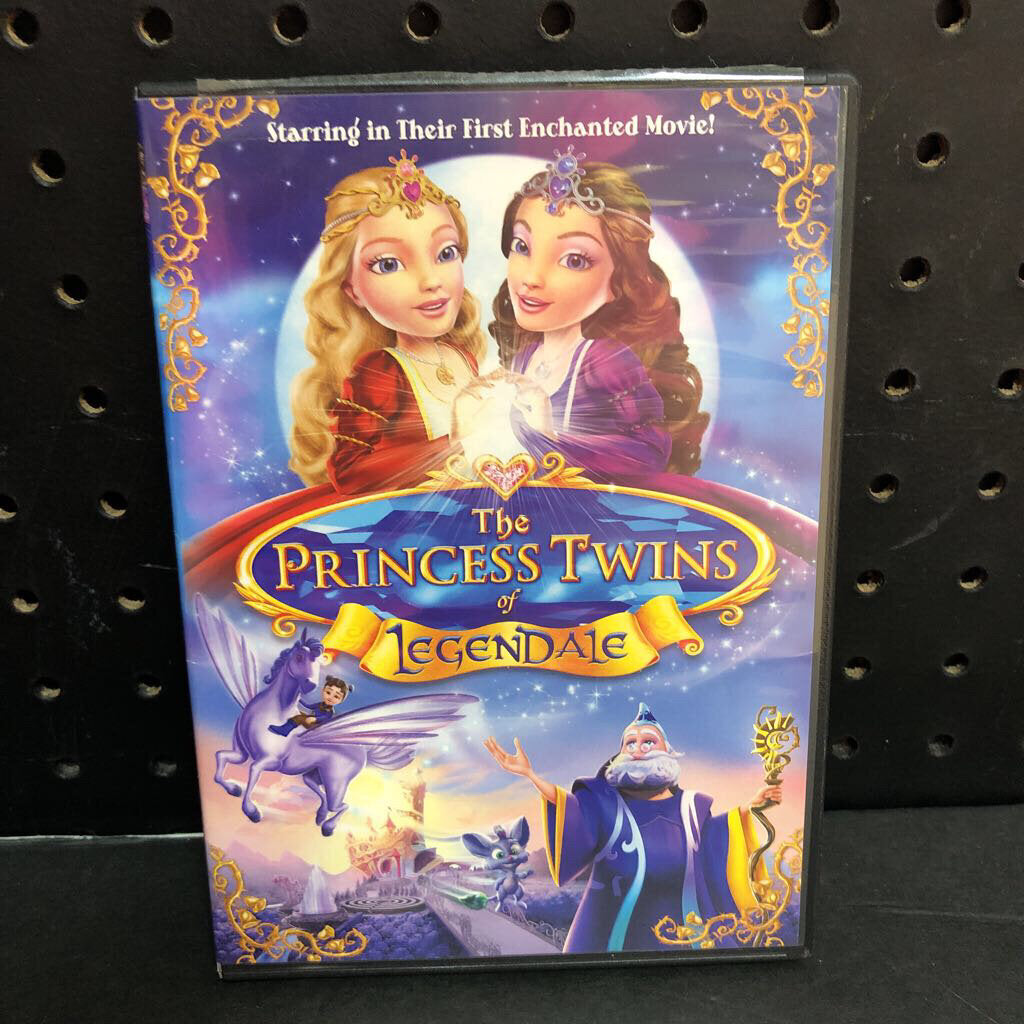 Starring in Their First Enchanted Movie!
The
PRINCESS TWINS
of
LEGENDALE